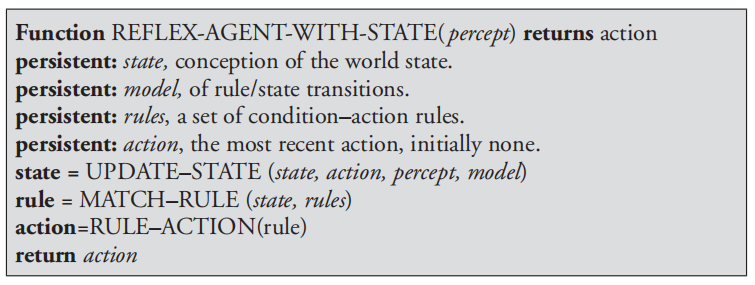 Function REFLEX-AGENT-WITH-STATE(percept) returns action
persistent: state, conception of the world state.
persistent: model, of rule/state transitions.
persistent: rules, a set of condition–action rules.
persistent: action, the most recent action, initially none.
state = UPDATE–STATE (state, action, percept, model)
rule = MATCH–RULE (state, rules)
action=RULE–ACTION(rule)
return action